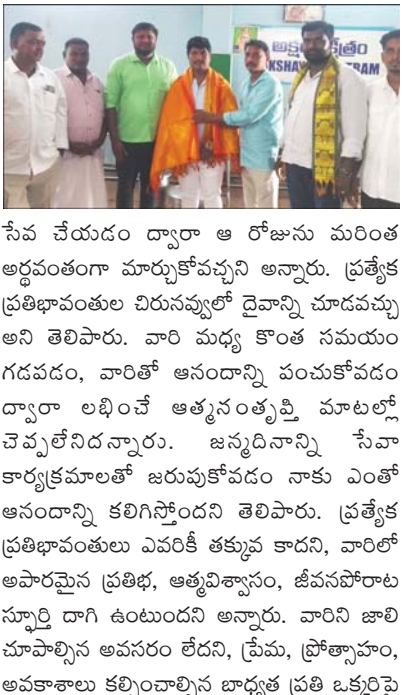 అక్షయ క్షేత్రం
సేవ చేయడం ద్వారా ఆ రోజును మరింత
అర్థవంతంగా మార్చుకోవచ్చని అన్నారు. ప్రత్యేక
ప్రతిభావంతుల చిరునవ్వులో దైవాన్ని చూడవచ్చు
అని తెలిపారు. వారి మధ్య కొంత సమయం
గడపడం, వారితో ఆనందాన్ని పంచుకోవడం
ద్వారా లభించే ఆత్మసంతృప్తి మాటల్లో
చెప్పలేనిదన్నారు. జన్మదినాన్ని సేవా
కార్యక్రమాలతో జరుపుకోవడం నాకు ఎంతో
ఆనందాన్ని కలిగిస్తోందని తెలిపారు. ప్రత్యేక
ప్రతిభావంతులు ఎవరికీ తక్కువ కాదని, వారిలో
అపారమైన ప్రతిభ, ఆత్మవిశ్వాసం, జీవనపోరాట
స్ఫూర్తి దాగి ఉంటుందని అన్నారు. వారిని జాలి
చూపాల్సిన అవసరం లేదని, ప్రేమ, ప్రోత్సాహం,
అవకాశాలు కల్పించాల్సిన బాధ్యత ప్రతి ఒక్కరిపై